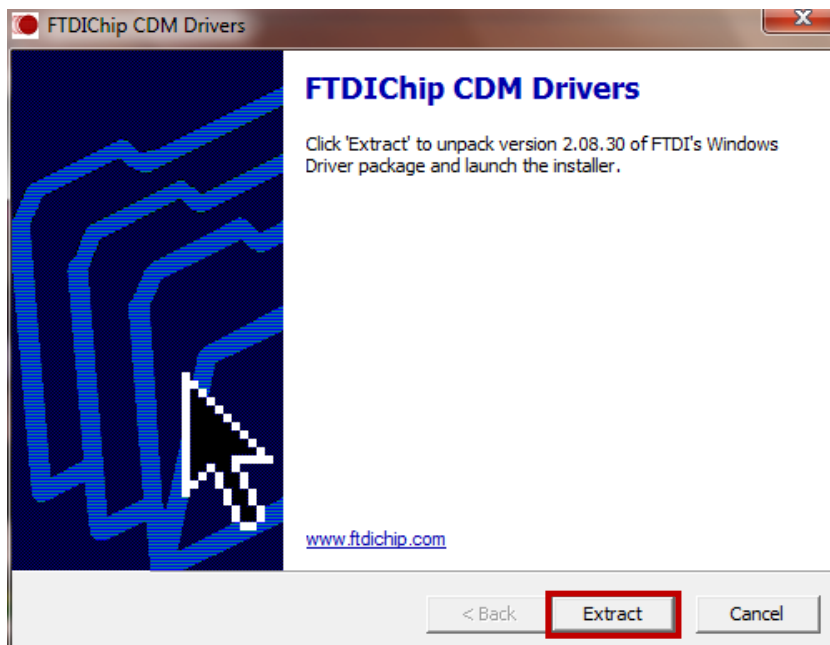 FTDIChip CDM Drivers
X
FTDIChip CDM Drivers
Click 'Extract' to unpack version 2.08.30 of FTDI's Windows
Driver package and launch the installer.
www.ftdichip.com
< Back
Extract
Cancel